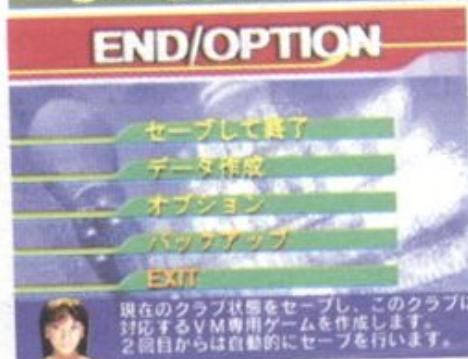 END/OPTION
セーブして終了
データ作成
オプション
バックアップ
EXIT
現在のクラブ状態をセーブし、このクラブに
対応するVM専用ゲームを作成します。
2回目からは自動的にセーブを行います。